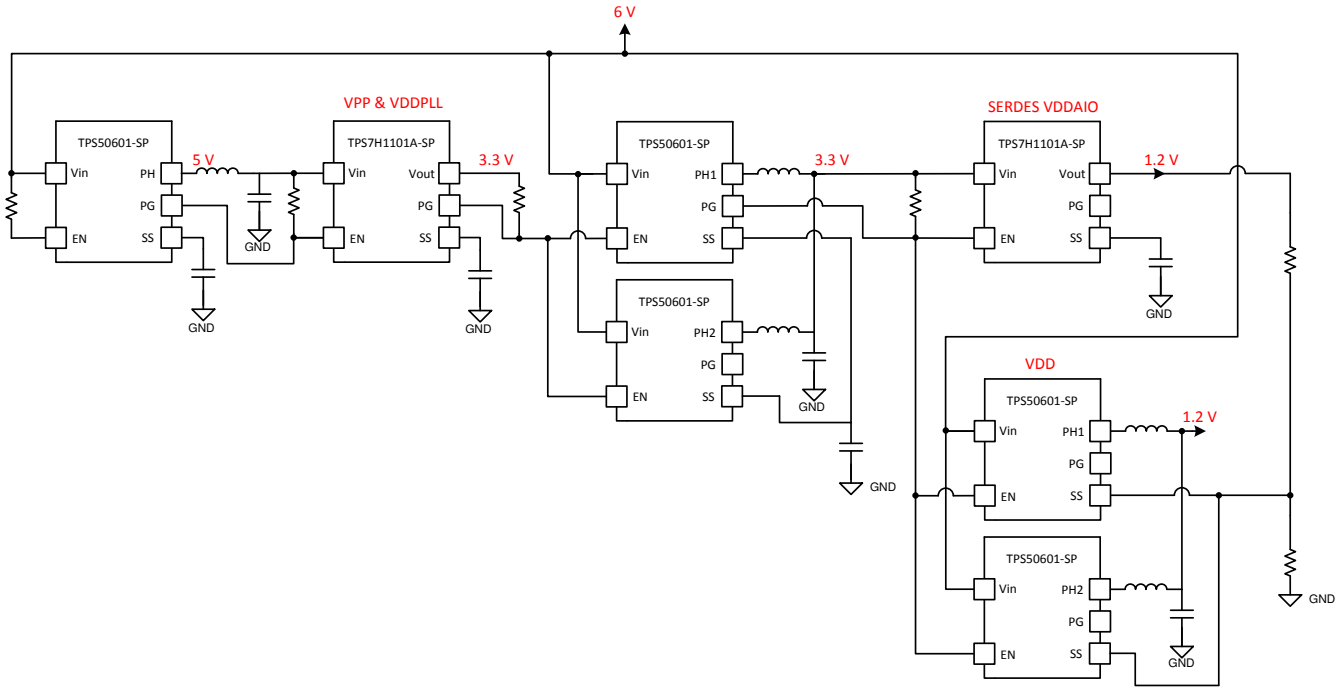 6 V
VPP & VDDPLL
SERDES VDDAIO
TPS50601-SP
Vin
PH
PG
EN
SS
5 V
GND
GND
TPS7H1101A-SP
Vin
Vout
PG
EN
SS
3.3 V
GND
TPS50601-SP
Vin
PH1
PG
EN
SS
3.3 V
TPS50601-SP
Vin
PH2
PG
EN
SS
GND
GND
TPS7H1101A-SP
Vin
Vout
PG
EN
SS
1.2 V
GND
VDD
TPS50601-SP
Vin
PH1
PG
EN
SS
1.2 V
TPS50601-SP
Vin
PH2
PG
EN
SS
GND
GND